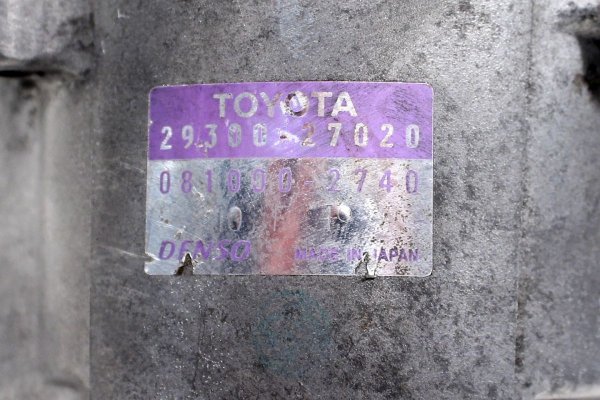 TOYOTA
29300-27020
081000-2740
DENSO MADE IN JAPAN